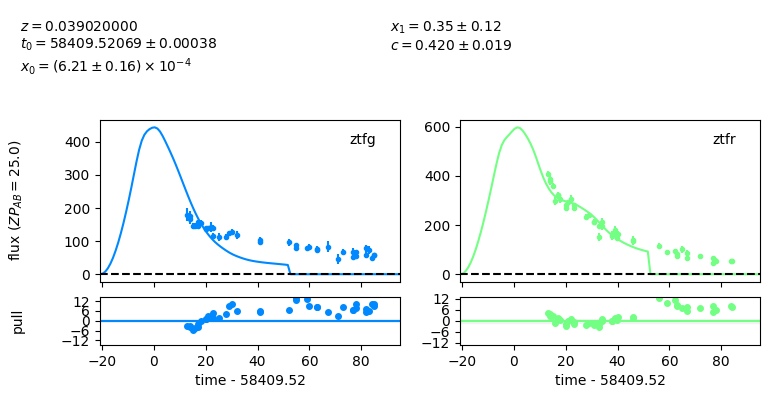 z = 0.039020000
t₀ = 58409.52069 ± 0.00038
x₀ = (6.21 ± 0.16) × 10⁻⁴
x₁ = 0.35 ± 0.12
c = 0.420 ± 0.019
flux (ZP_AB = 25.0)
400
300
200
100
0
ztfg
600
400
200
0
ztfr
pull
12
6
0
−6
−12
−20 0 20 40 60 80
time - 58409.52
12
6
0
−6
−12
−20 0 20 40 60 80
time - 58409.52